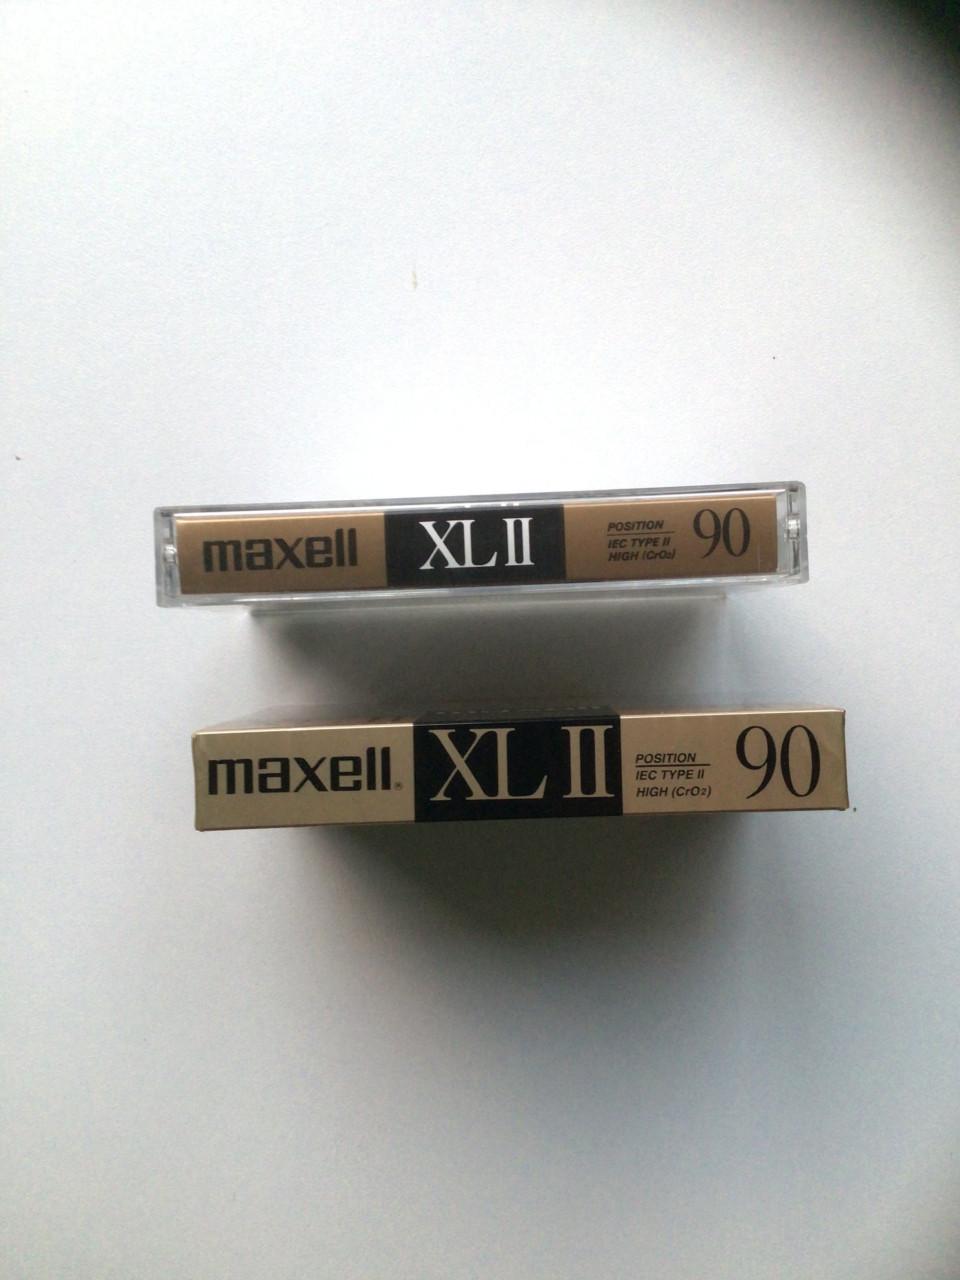 maxell XL II POSITION 90
IEC TYPE II
HIGH (CrO₂)
maxell® XL II POSITION 90
IEC TYPE II
HIGH (CrO₂)